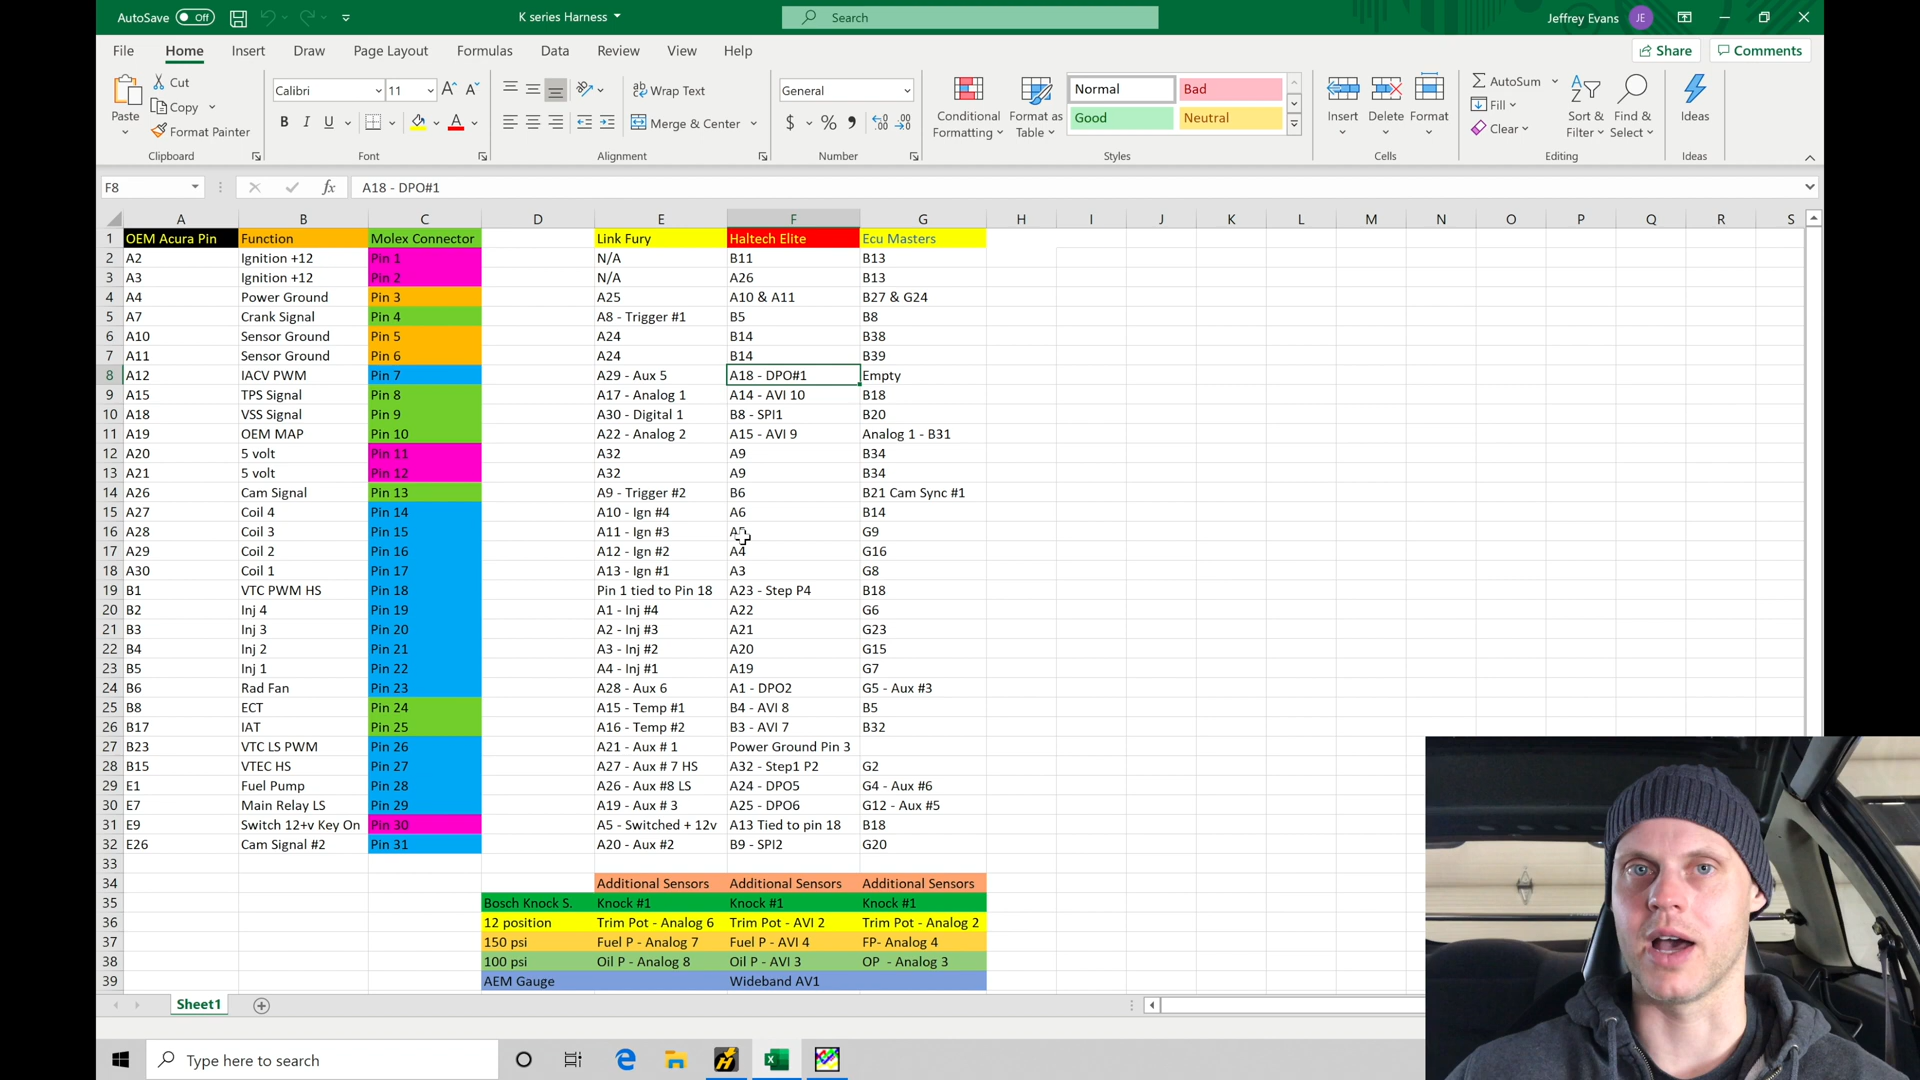 AutoSave Off
K series Harness
Search
Jeffrey Evans JE
File Home Insert Draw Page Layout Formulas Data Review View Help
Share Comments
Paste Cut Copy Format Painter
Calibri 11
Wrap Text
Merge & Center
General
Conditional Formatting
Format as Table
Normal Bad
Good Neutral
Insert Delete Format
AutoSum Fill Clear
Sort & Filter
Find & Select
Ideas
Clipboard Font Alignment Number Styles Cells Editing Ideas
F8 fx A18 - DPO#1
A B C D E F G H I J K L M N O P Q R S
1 OEM Acura Pin Function Molex Connector Link Fury Haltech Elite Ecu Masters
2 A2 Ignition +12 Pin 1 N/A B11 B13
3 A3 Ignition +12 Pin 2 N/A A26 B13
4 A4 Power Ground Pin 3 A25 A10 & A11 B27 & G24
5 A7 Crank Signal Pin 4 A8 - Trigger #1 B5 B8
6 A10 Sensor Ground Pin 5 A24 B14 B38
7 A11 Sensor Ground Pin 6 A24 B14 B39
8 A12 IACV PWM Pin 7 A29 - Aux 5 A18 - DPO#1 Empty
9 A15 TPS Signal Pin 8 A17 - Analog 1 A14 - AVI 10 B18
10 A18 VSS Signal Pin 9 A30 - Digital 1 B8 - SPI1 B20
11 A19 OEM MAP Pin 10 A22 - Analog 2 A15 - AVI 9 Analog 1 - B31
12 A20 5 volt Pin 11 A32 A9 B34
13 A21 5 volt Pin 12 A32 A9 B34
14 A26 Cam Signal Pin 13 A9 - Trigger #2 B6 B21 Cam Sync #1
15 A27 Coil 4 Pin 14 A10 - Ign #4 A6 B14
16 A28 Coil 3 Pin 15 A11 - Ign #3 G9
17 A29 Coil 2 Pin 16 A12 - Ign #2 A4 G16
18 A30 Coil 1 Pin 17 A13 - Ign #1 A3 G8
19 B1 VTC PWM HS Pin 18 Pin 1 tied to Pin 18 A23 - Step P4 B18
20 B2 Inj 4 Pin 19 A1 - Inj #4 A22 G6
21 B3 Inj 3 Pin 20 A2 - Inj #3 A21 G23
22 B4 Inj 2 Pin 21 A3 - Inj #2 A20 G15
23 B5 Inj 1 Pin 22 A4 - Inj #1 A19 G7
24 B6 Rad Fan Pin 23 A28 - Aux 6 A1 - DPO2 G5 - Aux #3
25 B8 ECT Pin 24 A15 - Temp #1 B4 - AVI 8 B5
26 B17 IAT Pin 25 A16 - Temp #2 B3 - AVI 7 B32
27 B23 VTC LS PWM Pin 26 A21 - Aux # 1 Power Ground Pin 3
28 B15 VTEC HS Pin 27 A27 - Aux # 7 HS A32 - Step1 P2 G2
29 E1 Fuel Pump Pin 28 A26 - Aux #8 LS A24 - DPO5 G4 - Aux #6
30 E7 Main Relay LS Pin 29 A19 - Aux # 3 A25 - DPO6 G12 - Aux #5
31 E9 Switch 12+v Key On Pin 30 A5 - Switched + 12v A13 Tied to pin 18 B18
32 E26 Cam Signal #2 Pin 31 A20 - Aux #2 B9 - SPI2 G20
33
34 Additional Sensors Additional Sensors Additional Sensors
35 Bosch Knock S. Knock #1 Knock #1 Knock #1
36 12 position Trim Pot - Analog 6 Trim Pot - AVI 2 Trim Pot - Analog 2
37 150 psi Fuel P - Analog 7 Fuel P - AVI 4 FP- Analog 4
38 100 psi Oil P - Analog 8 Oil P - AVI 3 OP - Analog 3
39 AEM Gauge Wideband AV1
Sheet1
Type here to search